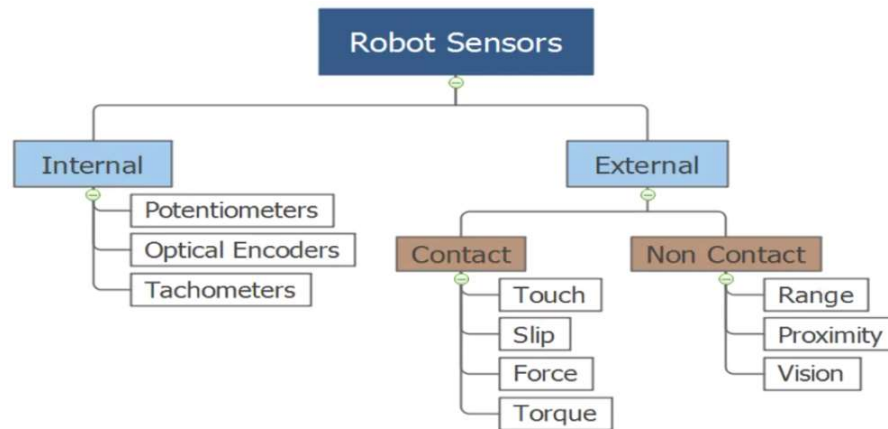 Robot Sensors
Internal
Potentiometers
Optical Encoders
Tachometers
External
Contact
Touch
Slip
Force
Torque
Non Contact
Range
Proximity
Vision